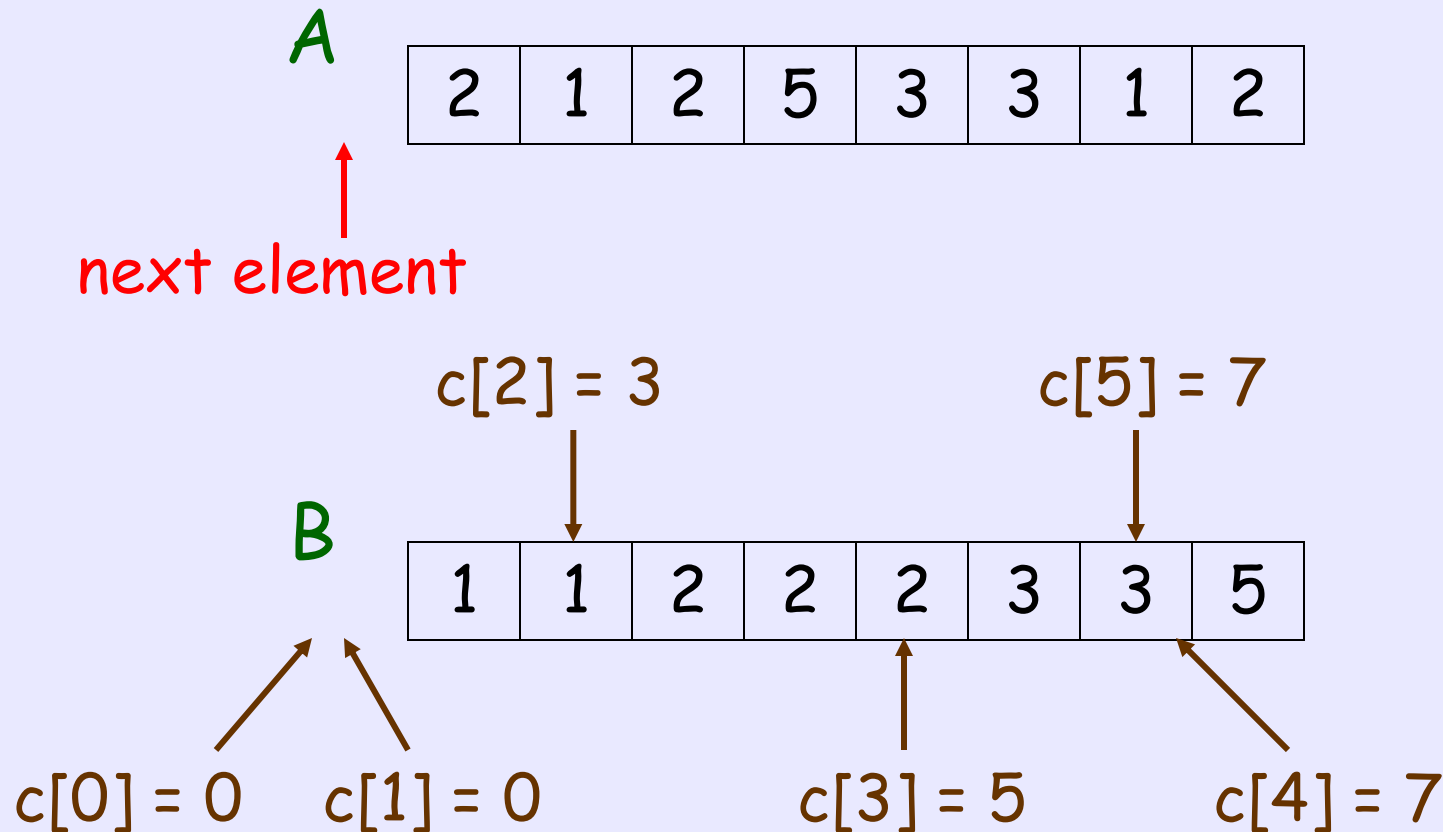 A
2 1 2 5 3 3 1 2
next element
c[2] = 3
c[5] = 7
B
1 1 2 2 2 3 3 5
c[0] = 0
c[1] = 0
c[3] = 5
c[4] = 7